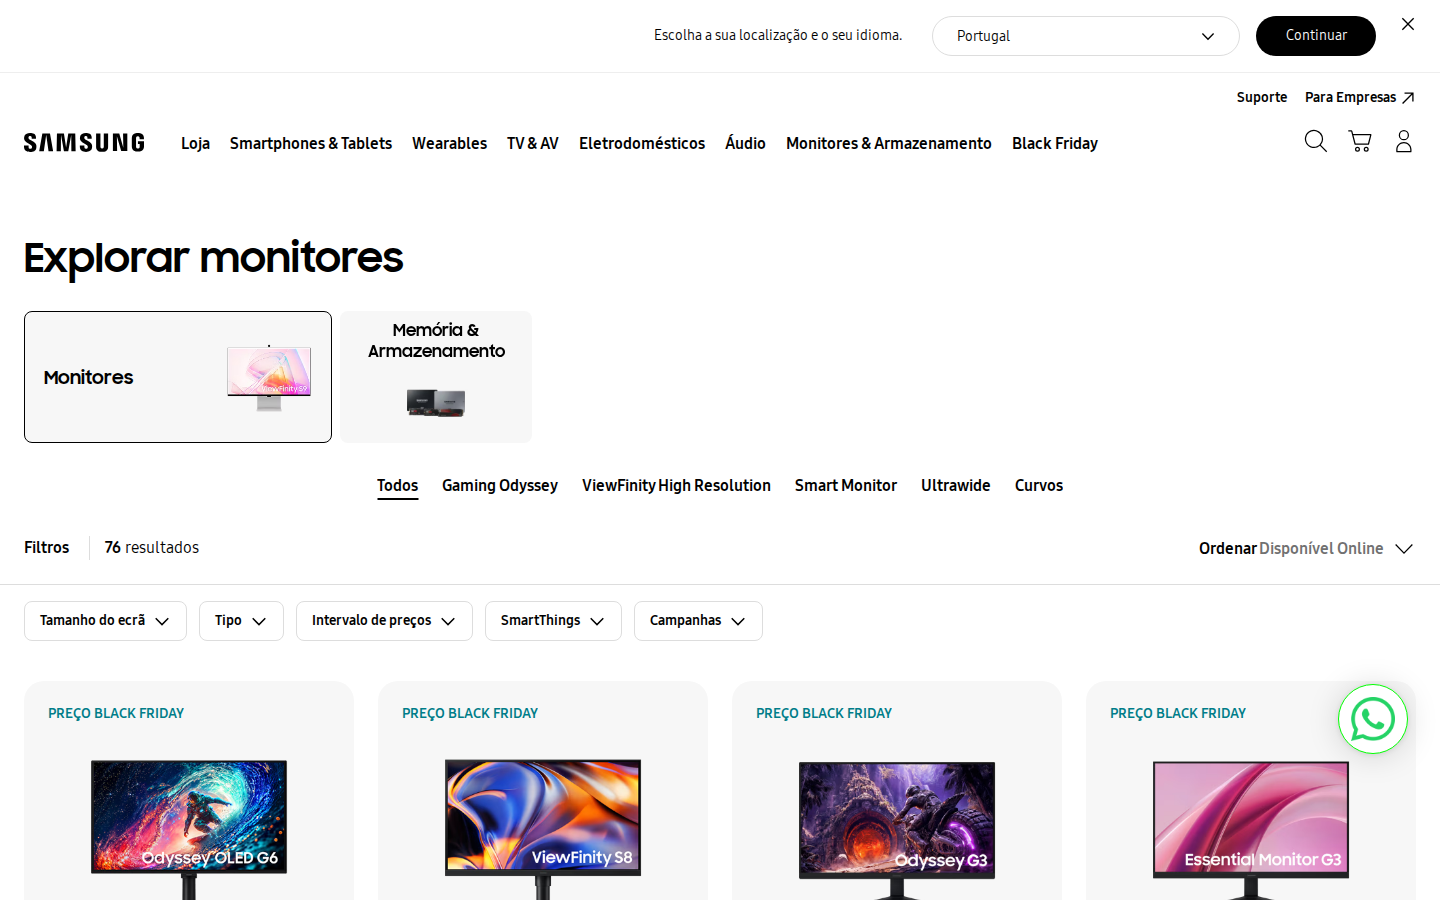 Escolha a sua localização e o seu idioma.
Portugal
Continuar
Suporte
Para Empresas
SAMSUNG
Loja
Smartphones & Tablets
Wearables
TV & AV
Eletrodomésticos
Áudio
Monitores & Armazenamento
Black Friday
Explorar monitores
Monitores
ViewFinity S9
Memória &
Armazenamento
Todos
Gaming Odyssey
ViewFinity High Resolution
Smart Monitor
Ultrawide
Curvos
Filtros
76 resultados
Ordenar Disponível Online
Tamanho do ecrã
Tipo
Intervalo de preços
SmartThings
Campanhas
PREÇO BLACK FRIDAY
PREÇO BLACK FRIDAY
PREÇO BLACK FRIDAY
PREÇO BLACK FRIDAY
Odyssey OLED G6
ViewFinity S8
Odyssey G3
Essential Monitor G3